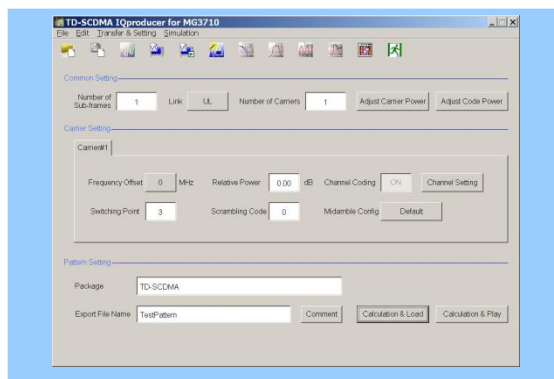 TD-SCDMA IQproducer for MG3710
File Edit Transfer & Setting Simulation
Common Setting
Number of Sub-frames 1 Link UL Number of Carriers 1 Adjust Carrier Power Adjust Code Power
Carrier Setting
Carrier#1
Frequency Offset 0 MHz Relative Power 0.00 dB Channel Coding ON Channel Setting
Switching Point 3 Scrambling Code 0 Midamble Config Default
Pattern Setting
Package TD-SCDMA
Export File Name TestPattern Comment Calculation & Load Calculation & Play